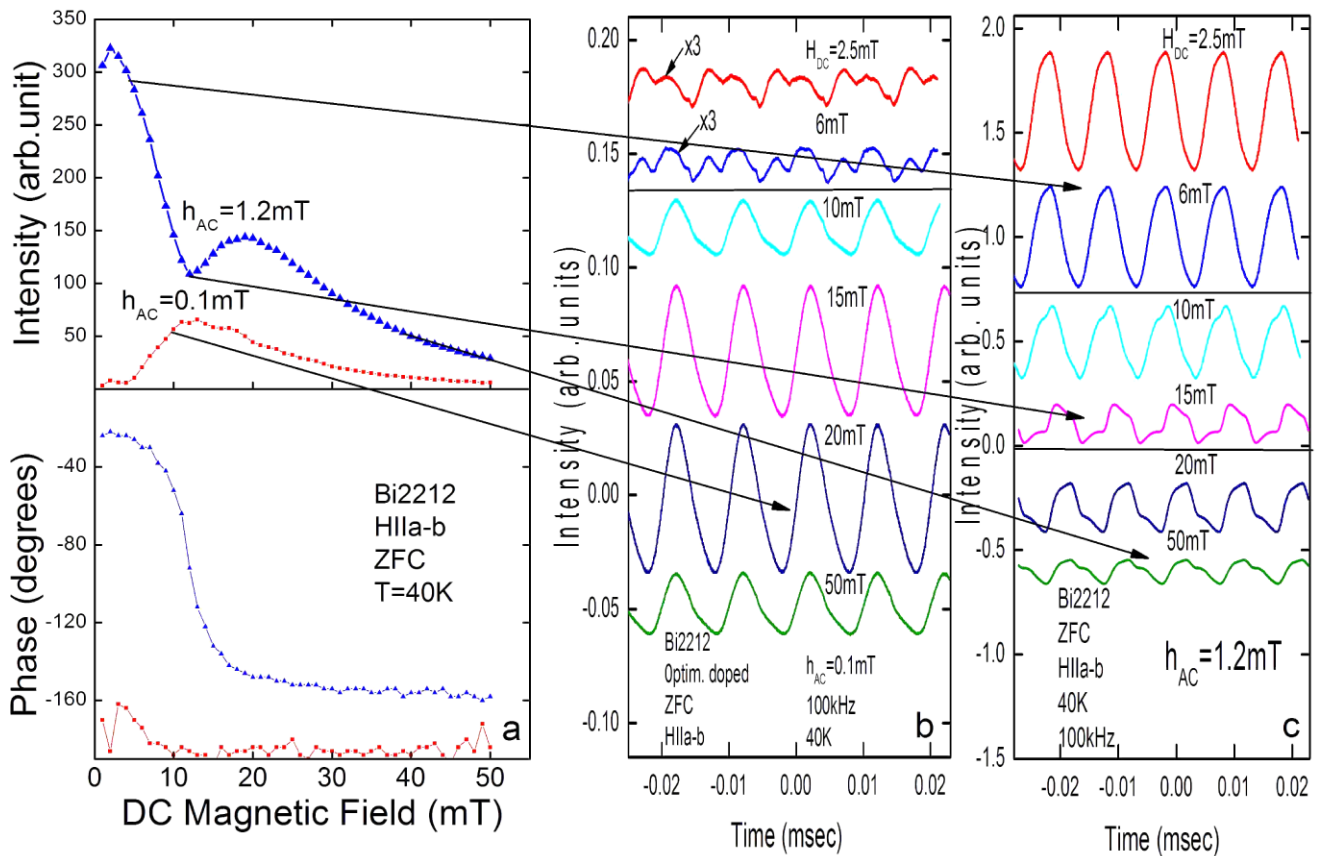 350
300
250
200
150
100
50
Intensity (arb.unit)
h_AC=1.2mT
h_AC=0.1mT
-40
-80
-120
-160
Phase (degrees)
Bi2212
HIIa-b
ZFC
T=40K
a
0 10 20 30 40 50
DC Magnetic Field (mT)
0.20
0.15
0.10
0.05
0.00
-0.05
-0.10
Intensity (arb. units)
x3
H_DC=2.5mT
x3
6mT
10mT
15mT
20mT
50mT
Bi2212
Optim. doped
ZFC
HIIa-b
h_AC=0.1mT
100kHz
40K
b
-0.02 -0.01 0.00 0.01 0.02
Time (msec)
2.0
1.5
1.0
0.5
0.0
-0.5
-1.0
-1.5
Intensity (arb. units)
H_DC=2.5mT
6mT
10mT
15mT
20mT
50mT
Bi2212
ZFC
HIIa-b
40K
100kHz
h_AC=1.2mT
c
-0.02 -0.01 0.00 0.01 0.02
Time (msec)